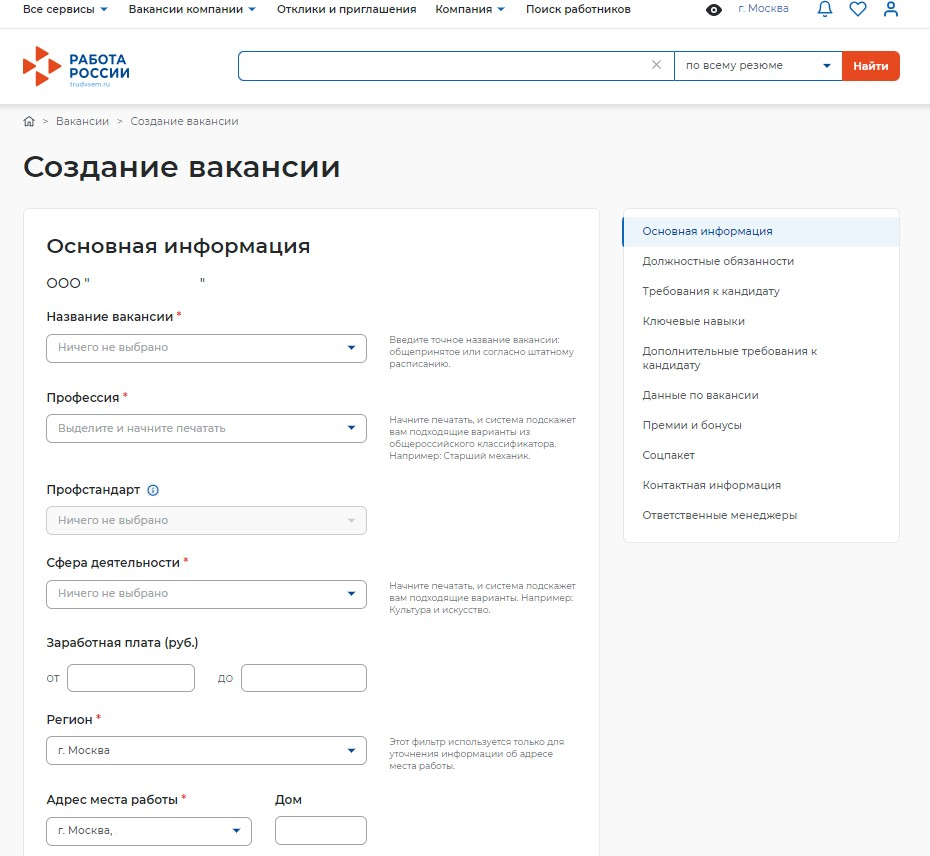 Все сервисы Вакансии компании Отклики и приглашения Компания Поиск работников г. Москва
РАБОТА
РОССИИ
trudvsem.ru
по всему резюме Найти
> Вакансии > Создание вакансии
Создание вакансии
Основная информация
ООО " "
Название вакансии *
Ничего не выбрано
Введите точное название вакансии:
общепринятое или согласно штатному
расписанию.
Профессия *
Выделите и начните печатать
Начните печатать, и система подскажет
вам подходящие варианты из
общероссийского классификатора.
Например: Старший механик.
Профстандарт
Ничего не выбрано
Сфера деятельности *
Ничего не выбрано
Начните печатать, и система подскажет
вам подходящие варианты. Например:
Культура и искусство.
Заработная плата (руб.)
от до
Регион *
г. Москва
Этот фильтр используется только для
уточнения информации об адресе
места работы.
Адрес места работы * Дом
г. Москва,
Основная информация
Должностные обязанности
Требования к кандидату
Ключевые навыки
Дополнительные требования к
кандидату
Данные по вакансии
Премии и бонусы
Соцпакет
Контактная информация
Ответственные менеджеры